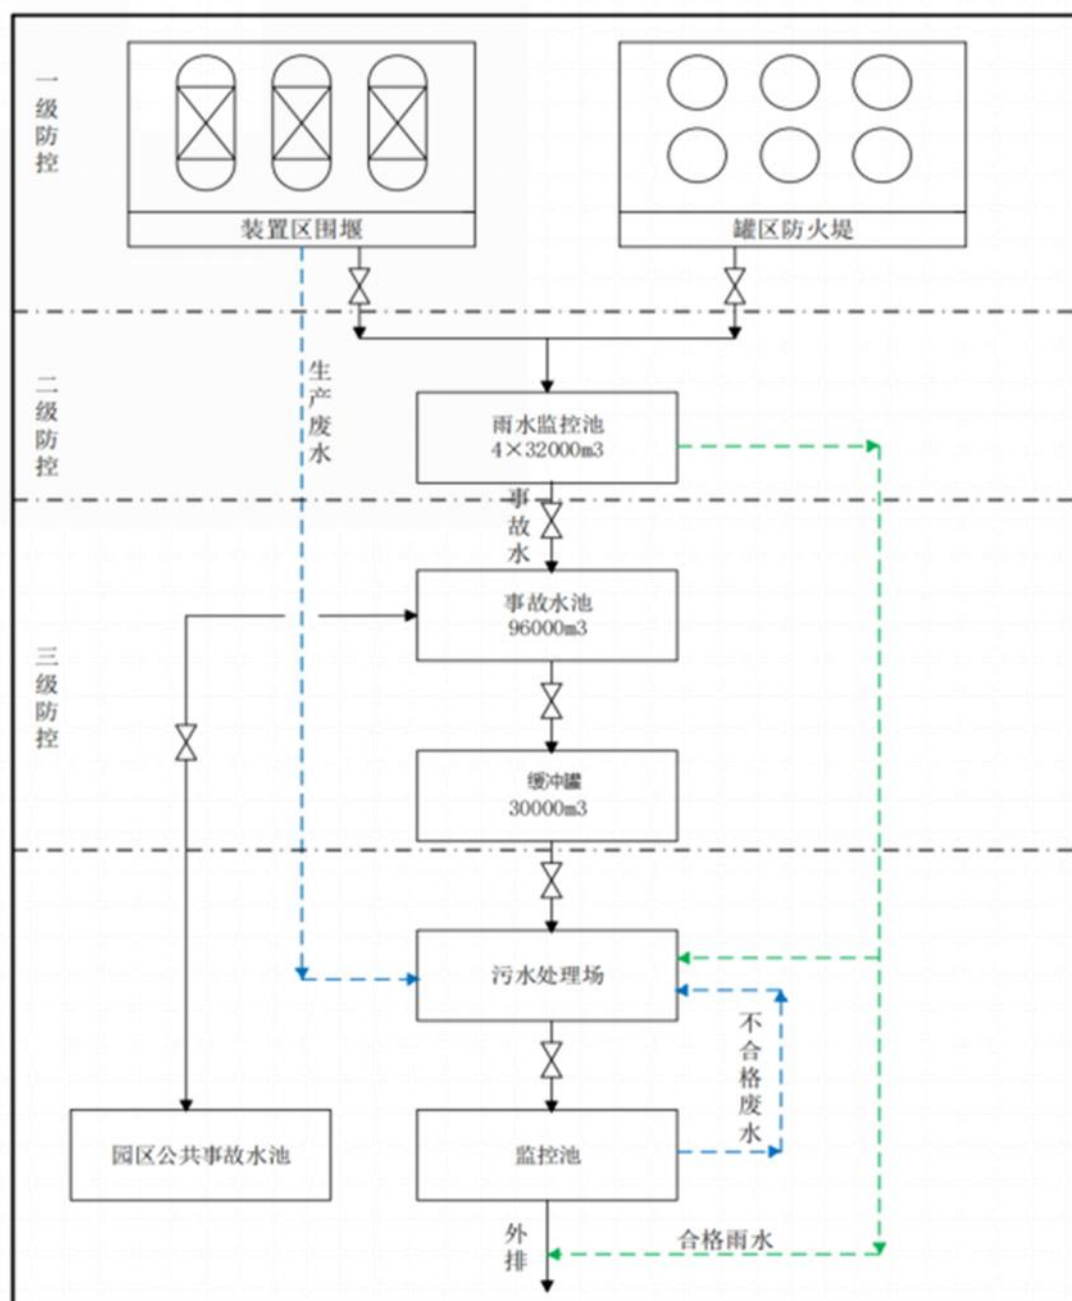 一级防控
装置区围堰
罐区防火堤
二级防控
生产废水
雨水监控池
4×32000m3
事故水
事故水池
96000m3
三级防控
缓冲罐
30000m3
污水处理场
不合格废水
园区公共事故水池
监控池
外排
合格雨水